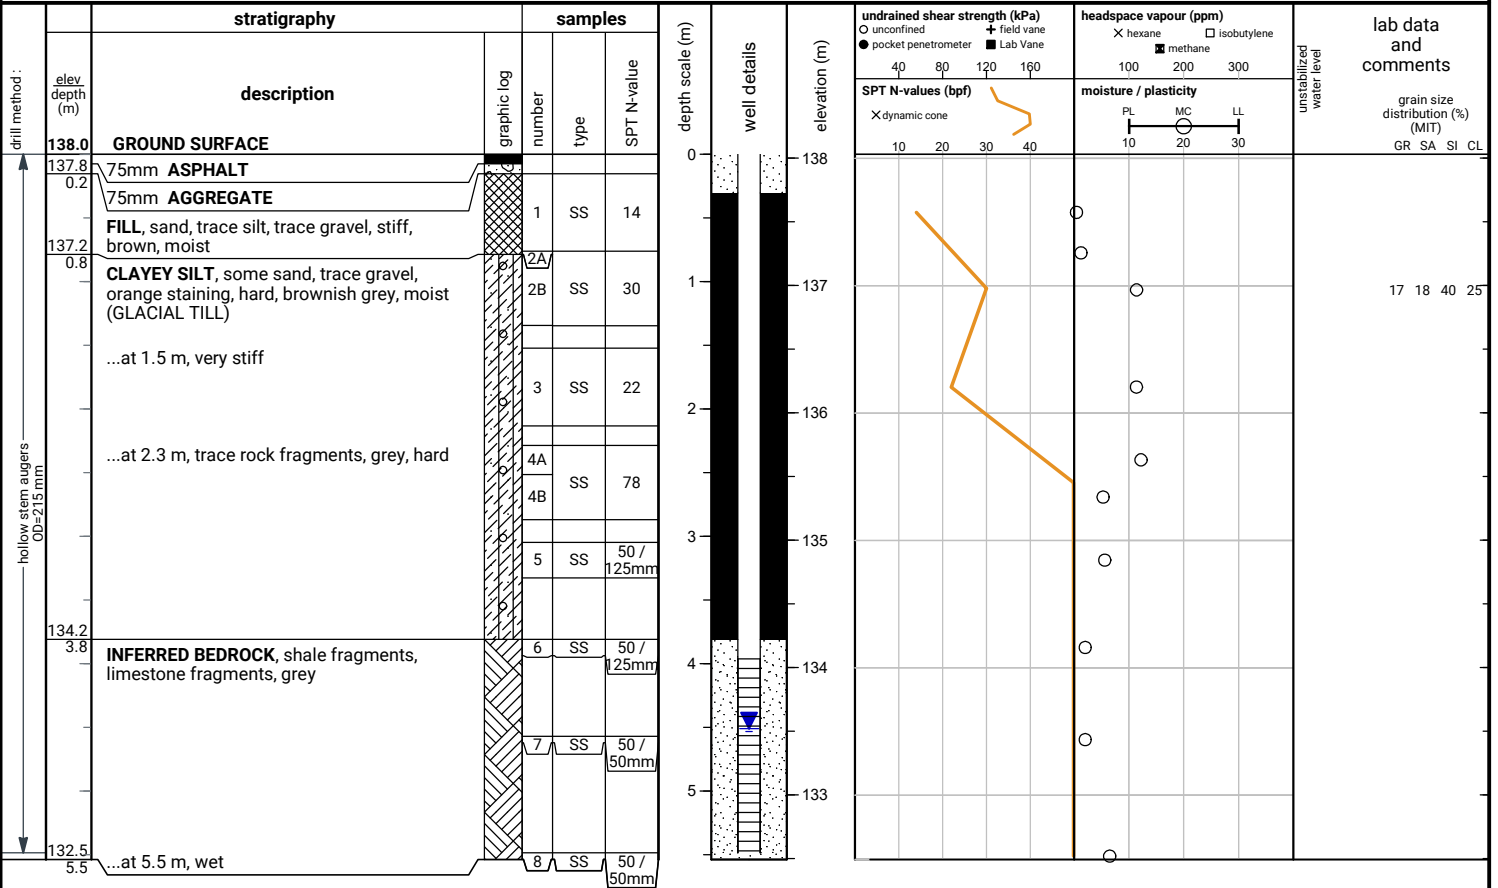 stratigraphy
samples
drill method :
elev
depth
(m)
description
graphic log
number
type
SPT N-value
depth scale (m)
well details
elevation (m)
undrained shear strength (kPa)
unconfined
field vane
pocket penetrometer
Lab Vane
40 80 120 160
SPT N-values (bpf)
dynamic cone
10 20 30 40
headspace vapour (ppm)
hexane
isobutylene
methane
100 200 300
moisture / plasticity
PL MC LL
10 20 30
unstabilized
water level
lab data
and
comments
grain size
distribution (%)
(MIT)
GR SA SI CL
138.0 GROUND SURFACE
137.8
0.2
75mm ASPHALT
75mm AGGREGATE
FILL, sand, trace silt, trace gravel, stiff,
brown, moist
137.2
0.8
CLAYEY SILT, some sand, trace gravel,
orange staining, hard, brownish grey, moist
(GLACIAL TILL)
...at 1.5 m, very stiff
...at 2.3 m, trace rock fragments, grey, hard
134.2
3.8
INFERRED BEDROCK, shale fragments,
limestone fragments, grey
132.5
5.5
...at 5.5 m, wet
hollow stem augers
OD=215 mm
1 SS 14
2A
2B SS 30
3 SS 22
4A
4B SS 78
5 SS 50 /
125mm
6 SS 50 /
125mm
7 SS 50 /
50mm
8 SS 50 /
50mm
0
1
2
3
4
5
138
137
136
135
134
133
17 18 40 25